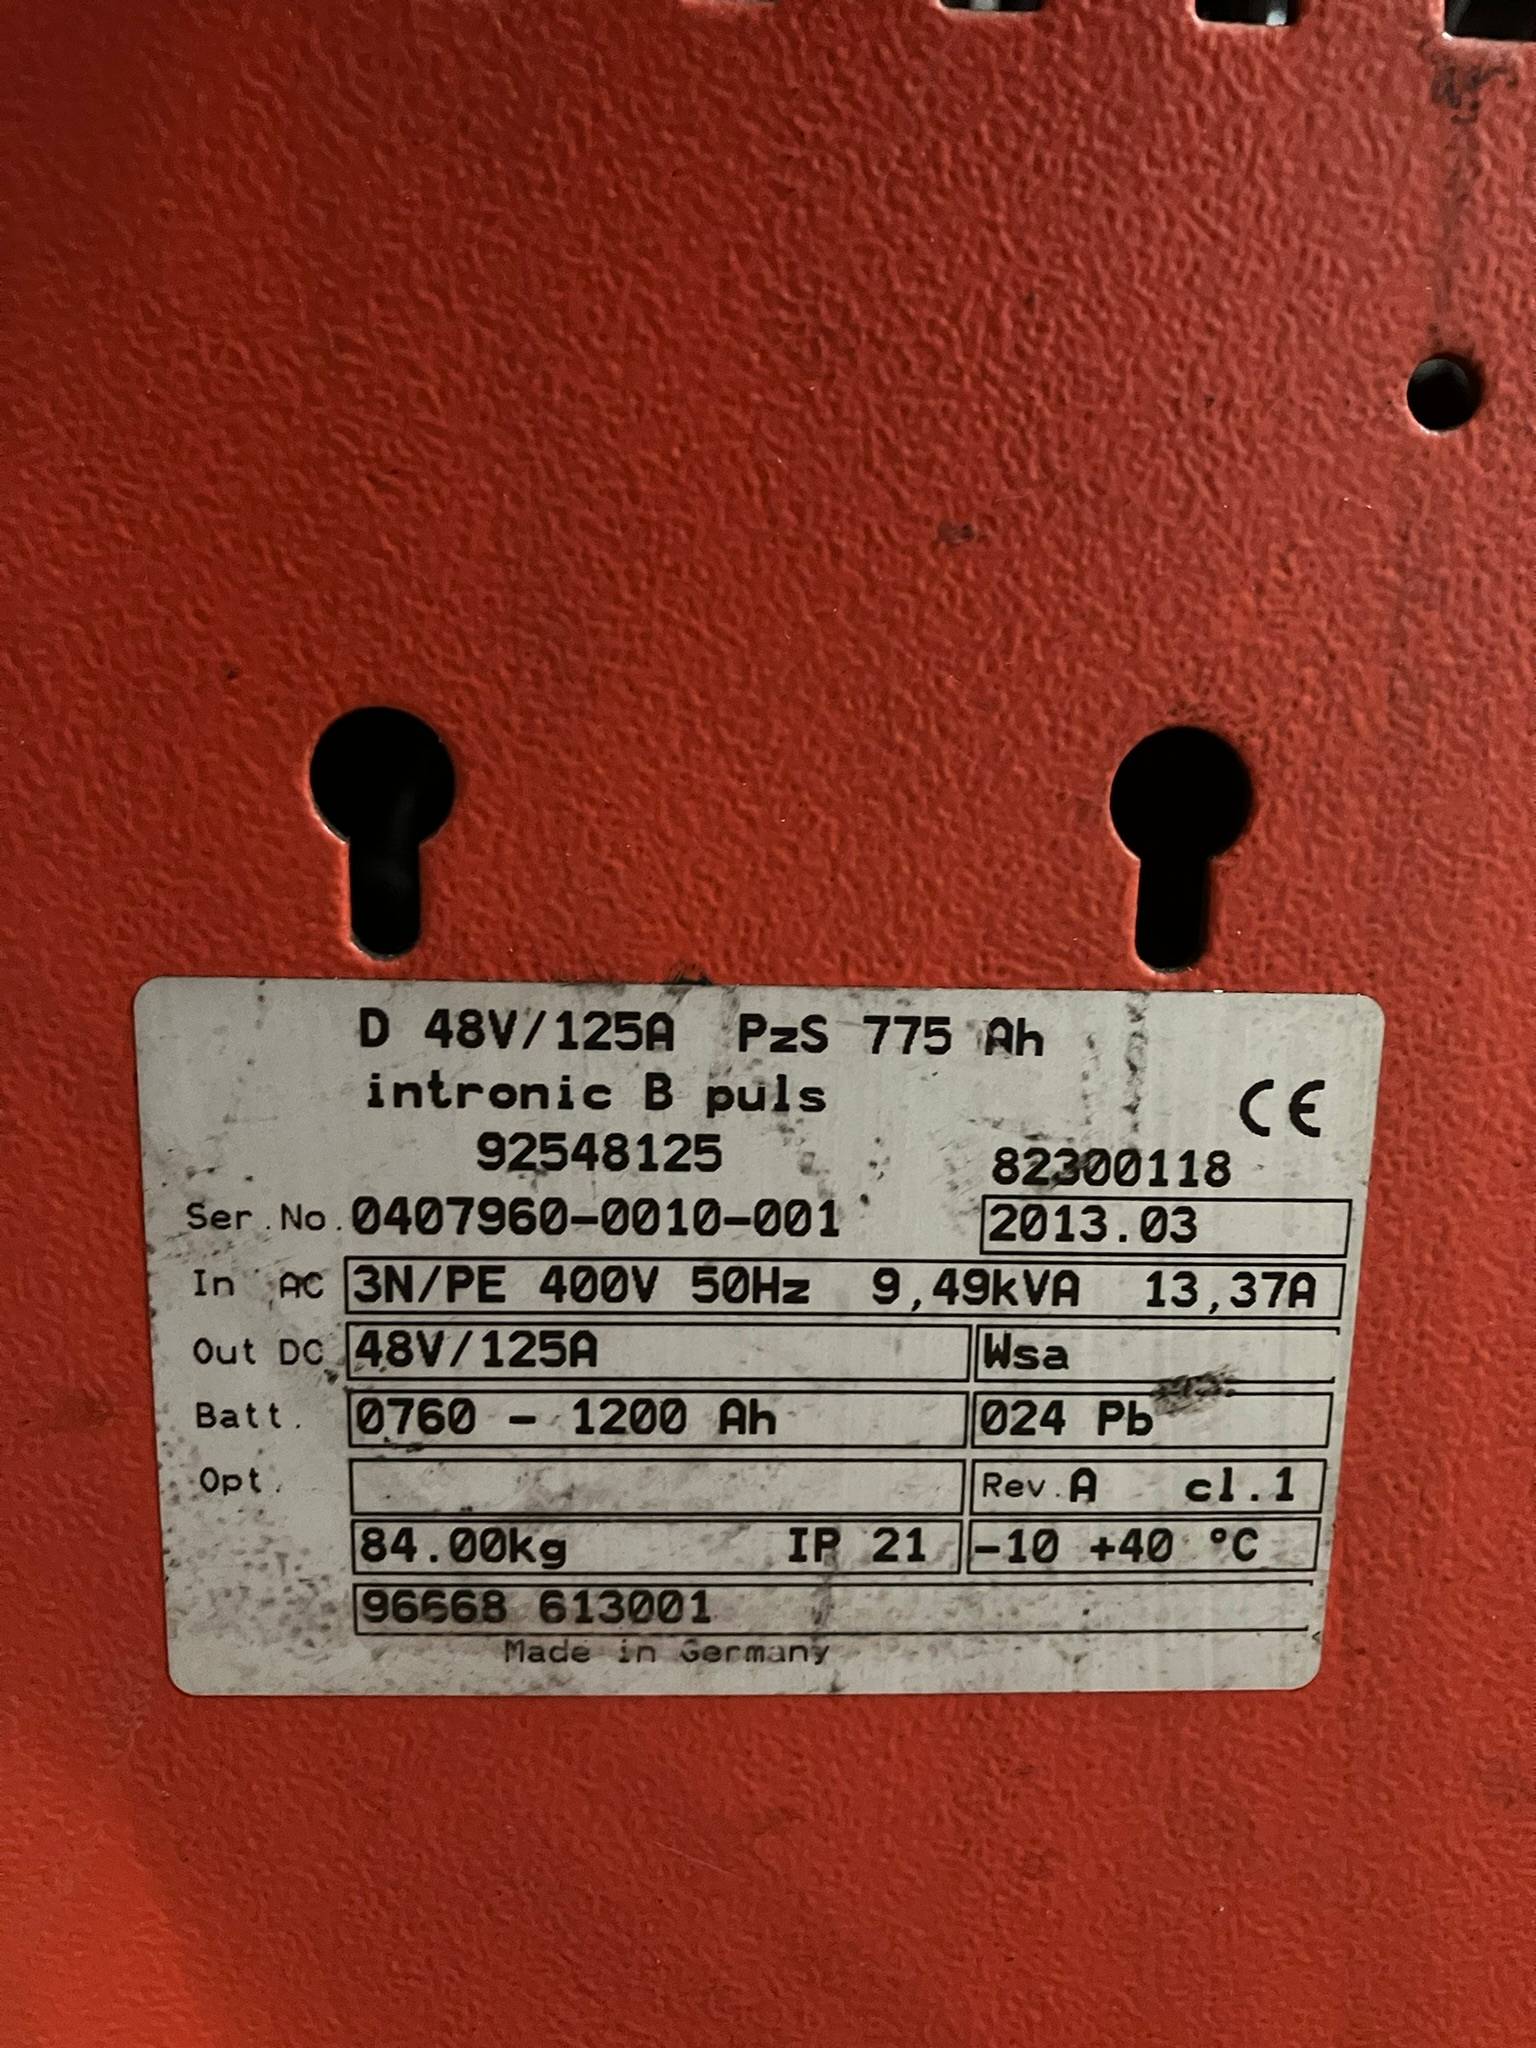 D 48V/125A PzS 775 Ah
intronic B puls
CE
92548125
82300118
Ser.No. 0407960-0010-001 2013.03
In AC 3N/PE 400V 50Hz 9,49kVA 13,37A
Out DC 48V/125A Wsa
Batt. 0760 - 1200 Ah 024 Pb
Opt. Rev.A cl.1
84.00kg IP 21 -10 +40 °C
96668 613001
Made in Germany